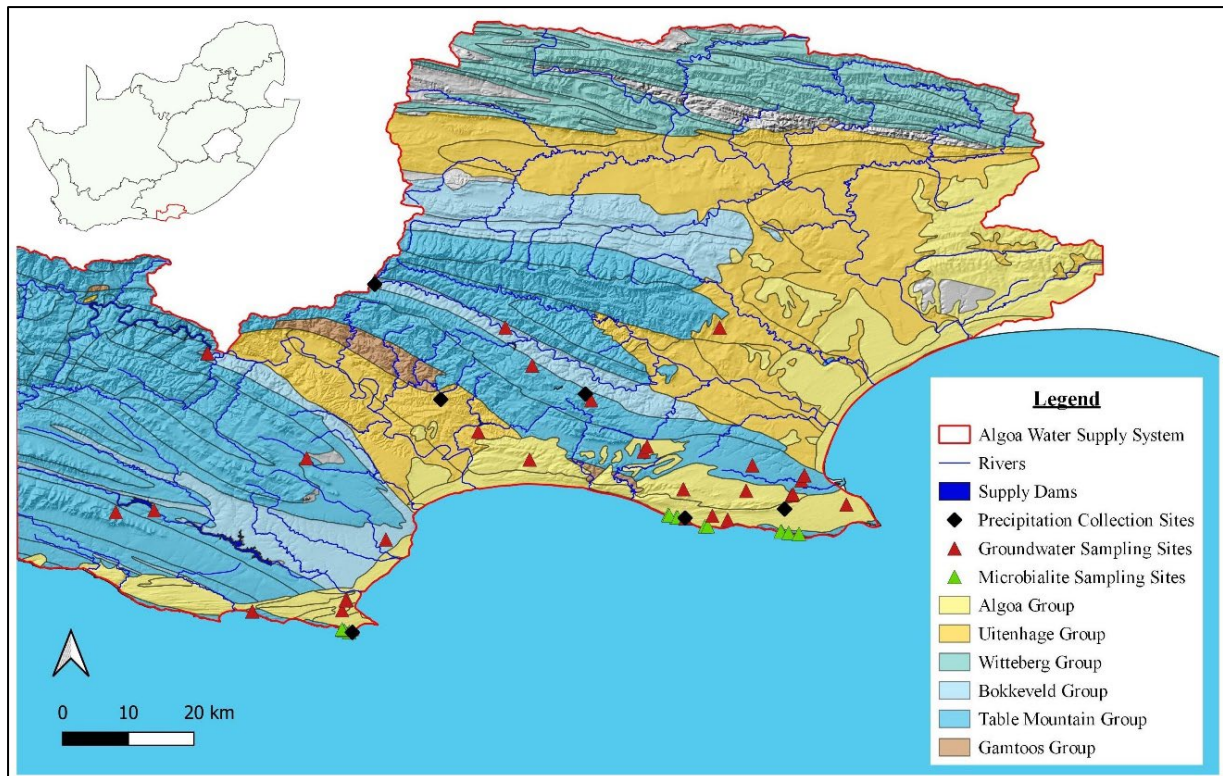 Legend
Algoa Water Supply System
Rivers
Supply Dams
Precipitation Collection Sites
Groundwater Sampling Sites
Microbialite Sampling Sites
Algoa Group
Uitenhage Group
Witteberg Group
Bokkeveld Group
Table Mountain Group
Gamtoos Group
0 10 20 km